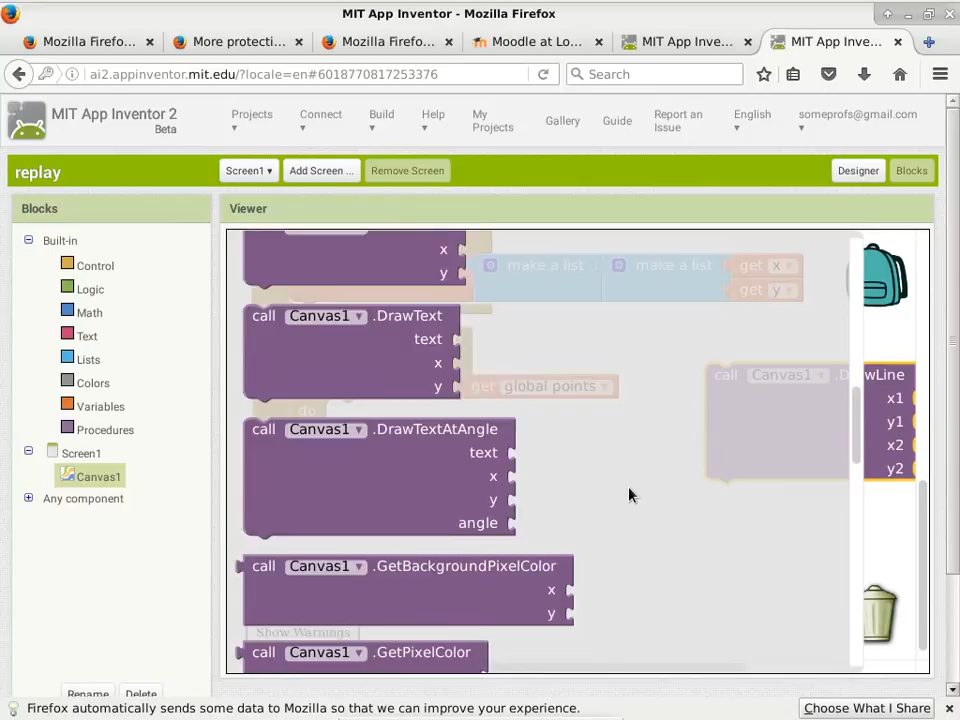 MIT App Inventor - Mozilla Firefox
Mozilla Firefo... × More protecti... × Mozilla Firefo... × Moodle at Lo... × MIT App Inve... × MIT App Inve... ×
ai2.appinventor.mit.edu/?locale=en#6018770817253376 Search
MIT App Inventor 2
Beta
Projects Connect Build Help My Projects Gallery Guide Report an Issue English someprofs@gmail.com
replay Screen1 Add Screen ... Remove Screen Designer Blocks
Blocks Viewer
Built-in
Control
Logic
Math
Text
Lists
Colors
Variables
Procedures
Screen1
Canvas1
Any component
Rename Delete
x
y
make a list make a list get x
get y
call Canvas1 .DrawText
text
x
y
get global points
do
call Canvas1 .DrawLine
x1
y1
x2
y2
call Canvas1 .DrawTextAtAngle
text
x
y
angle
call Canvas1 .GetBackgroundPixelColor
x
y
Show Warnings
call Canvas1 .GetPixelColor
Firefox automatically sends some data to Mozilla so that we can improve your experience. Choose What I Share ×